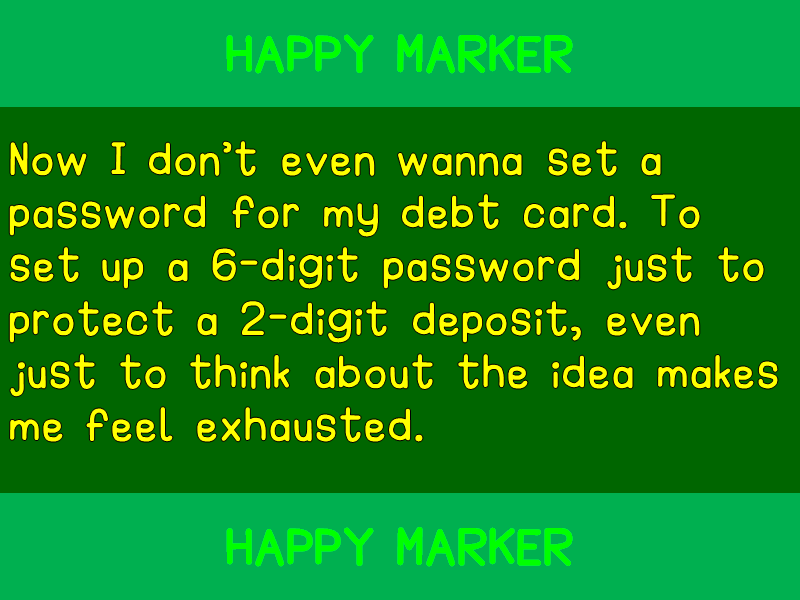 HAPPY MARKER
Now I don't even wanna set a
password for my debt card. To
set up a 6-digit password just to
protect a 2-digit deposit, even
just to think about the idea makes
me feel exhausted.
HAPPY MARKER